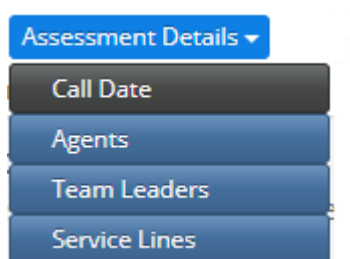 Assessment Details
Call Date
Agents
Team Leaders
Service Lines